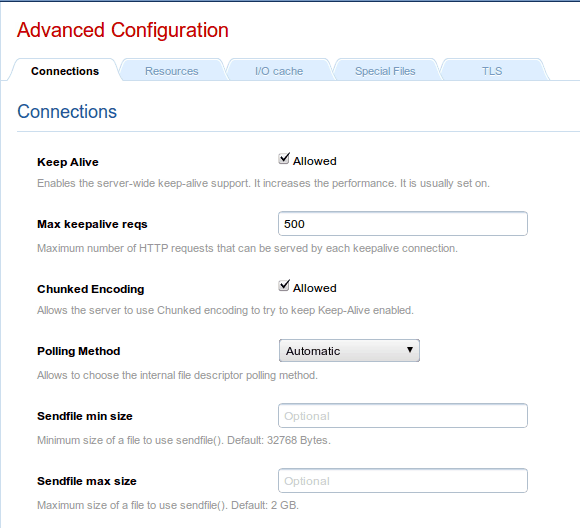 Advanced Configuration
Connections Resources I/O cache Special Files TLS
Connections
Keep Alive Allowed
Enables the server-wide keep-alive support. It increases the performance. It is usually set on.
Max keepalive reqs 500
Maximum number of HTTP requests that can be served by each keepalive connection.
Chunked Encoding Allowed
Allows the server to use Chunked encoding to try to keep Keep-Alive enabled.
Polling Method Automatic
Allows to choose the internal file descriptor polling method.
Sendfile min size Optional
Minimum size of a file to use sendfile(). Default: 32768 Bytes.
Sendfile max size Optional
Maximum size of a file to use sendfile(). Default: 2 GB.